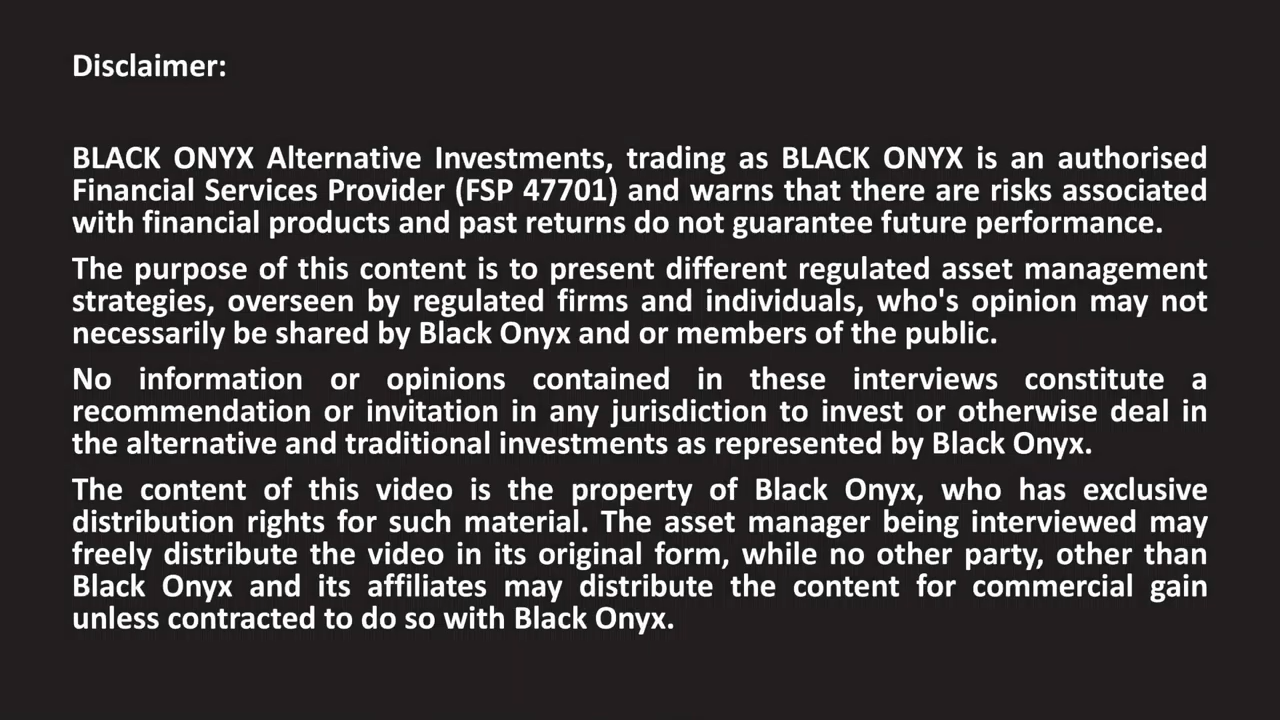 Disclaimer:
BLACK ONYX Alternative Investments, trading as BLACK ONYX is an authorised
Financial Services Provider (FSP 47701) and warns that there are risks associated
with financial products and past returns do not guarantee future performance.
The purpose of this content is to present different regulated asset management
strategies, overseen by regulated firms and individuals, who's opinion may not
necessarily be shared by Black Onyx and or members of the public.
No information or opinions contained in these interviews constitute a
recommendation or invitation in any jurisdiction to invest or otherwise deal in
the alternative and traditional investments as represented by Black Onyx.
The content of this video is the property of Black Onyx, who has exclusive
distribution rights for such material. The asset manager being interviewed may
freely distribute the video in its original form, while no other party, other than
Black Onyx and its affiliates may distribute the content for commercial gain
unless contracted to do so with Black Onyx.